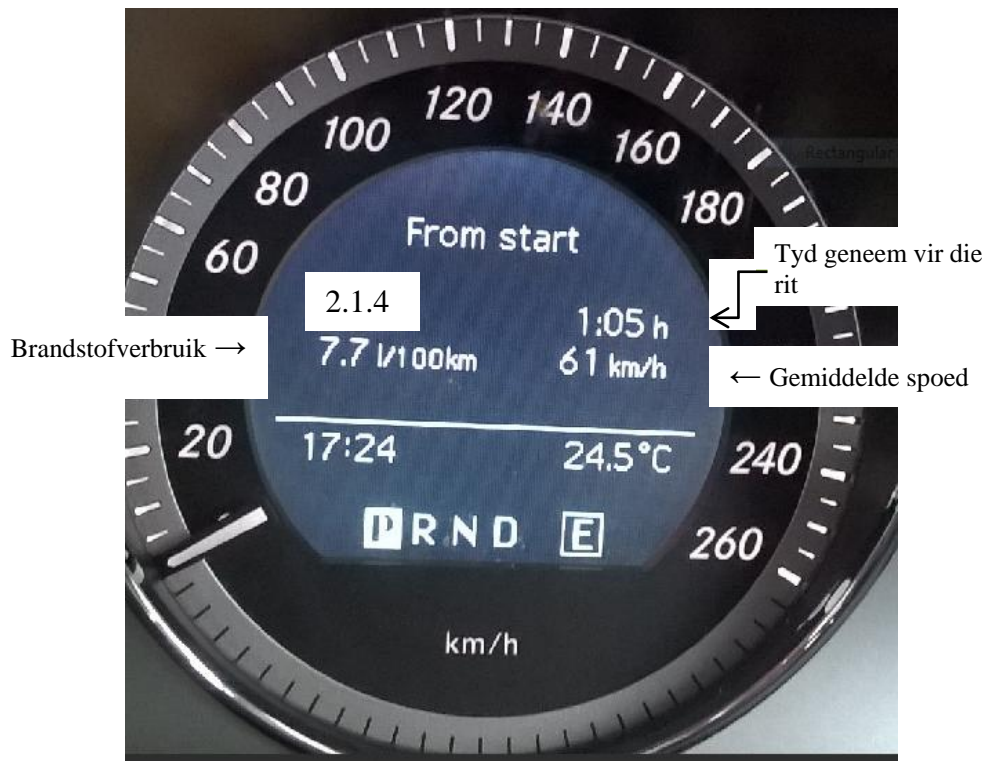 120 140
100 160
80 180
60
From start
Tyd geneem vir die
rit
2.1.4
1:05 h
Brandstofverbruik →
7.7 l/100km 61 km/h
← Gemiddelde spoed
20 17:24 24.5°C 240
P R N D E 260
km/h
Rectangular